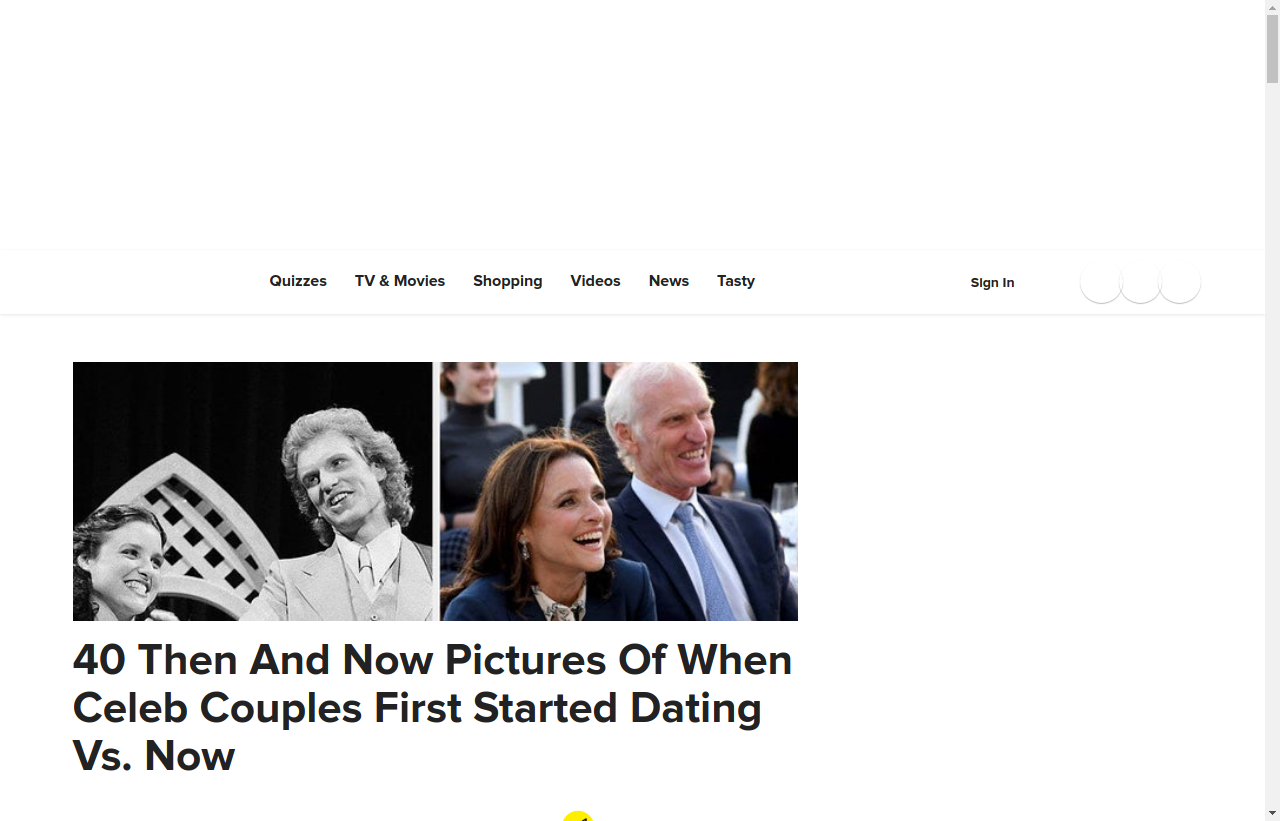 Quizzes
TV & Movies
Shopping
Videos
News
Tasty
Sign In
40 Then And Now Pictures Of When
Celeb Couples First Started Dating
Vs. Now